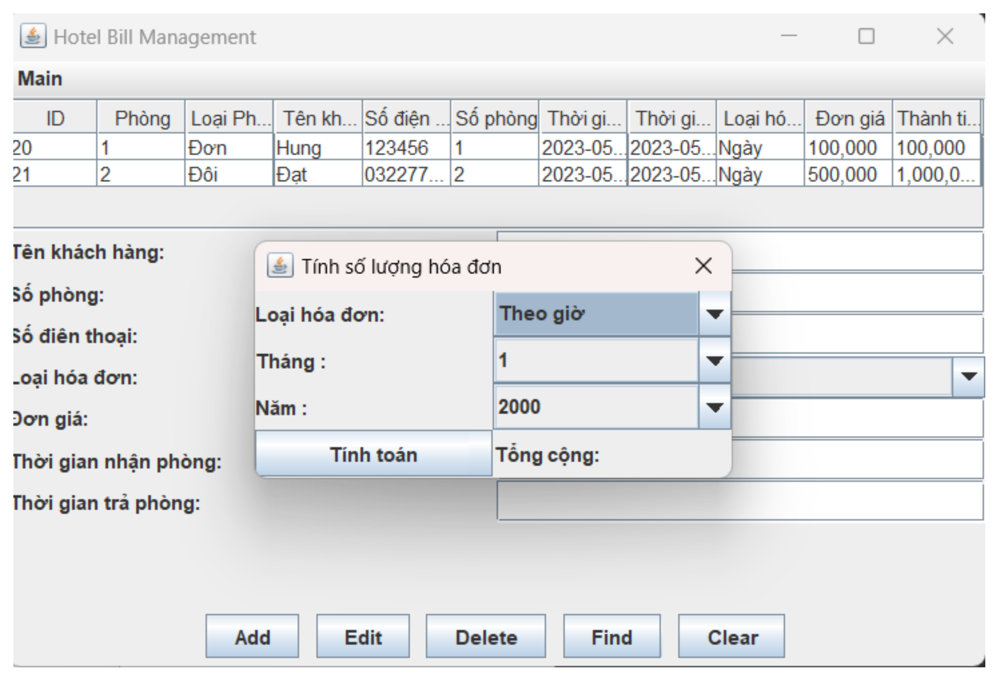 Hotel Bill Management
Main
ID Phòng Loại Ph... Tên kh... Số điện ... Số phòng Thời gi... Thời gi... Loại hó... Đơn giá Thành ti...
20 1 Đơn Hung 123456 1 2023-05... 2023-05... Ngày 100,000 100,000
21 2 Đôi Đạt 032277... 2 2023-05... 2023-05... Ngày 500,000 1,000,0...
Tên khách hàng:
Số phòng:
Số điên thoại:
Loại hóa đơn:
Đơn giá:
Thời gian nhận phòng:
Thời gian trả phòng:
Tính số lượng hóa đơn
Loại hóa đơn: Theo giờ
Tháng : 1
Năm : 2000
Tính toán Tổng cộng:
Add Edit Delete Find Clear